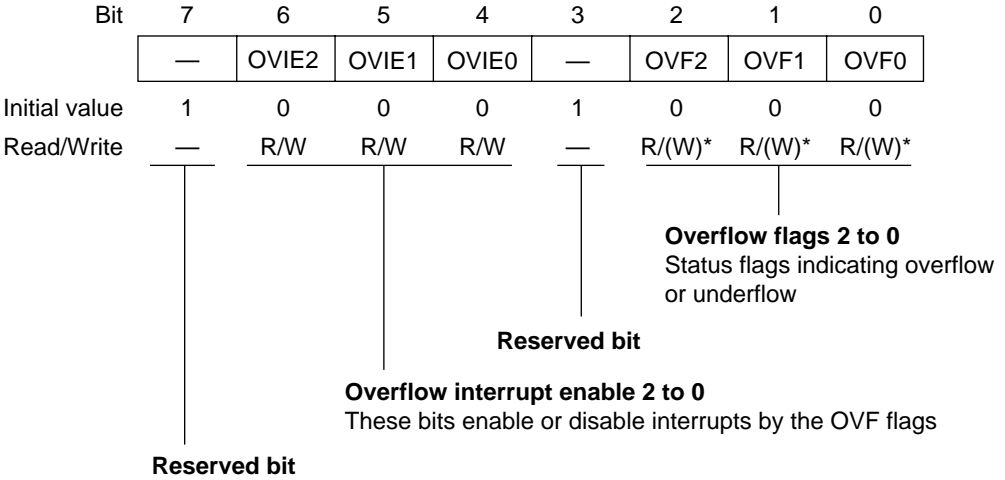 Bit 7 6 5 4 3 2 1 0
— OVIE2 OVIE1 OVIE0 — OVF2 OVF1 OVF0
Initial value 1 0 0 0 1 0 0 0
Read/Write — R/W R/W R/W — R/(W)* R/(W)* R/(W)*
Overflow flags 2 to 0
Status flags indicating overflow
or underflow
Reserved bit
Overflow interrupt enable 2 to 0
These bits enable or disable interrupts by the OVF flags
Reserved bit